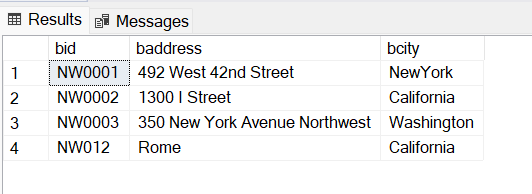 Results Messages
bid baddress bcity
1 NW0001 492 West 42nd Street NewYork
2 NW0002 1300 I Street California
3 NW0003 350 New York Avenue Northwest Washington
4 NW012 Rome California